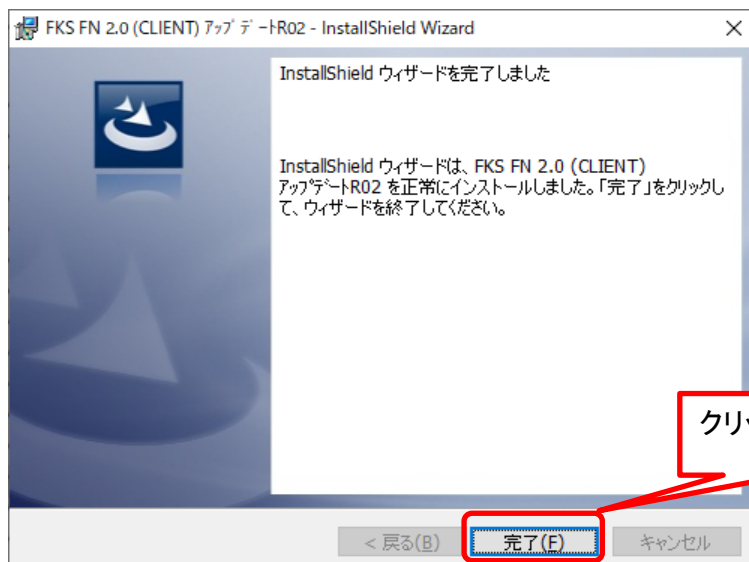 FKS FN 2.0 (CLIENT) ｱｯﾌﾟﾃﾞｰﾄR02 - InstallShield Wizard
InstallShield ウィザードを完了しました
InstallShield ウィザードは、FKS FN 2.0 (CLIENT)
ｱｯﾌﾟﾃﾞｰﾄR02 を正常にインストールしました。「完了」をクリックし
て、ウィザードを終了してください。
クリ
< 戻る(B)
完了(F)
キャンセル